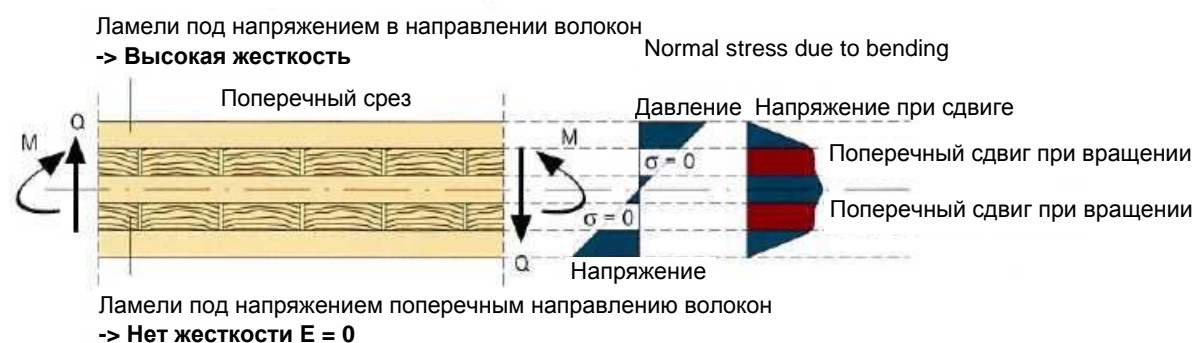 Ламели под напряжением в направлении волокон
-> Высокая жесткость
Normal stress due to bending
Поперечный срез
Давление
Напряжение при сдвиге
Q
M
M
σ = 0
Поперечный сдвиг при вращении
σ = 0
Поперечный сдвиг при вращении
Q
Напряжение
Ламели под напряжением поперечным направлению волокон
-> Нет жесткости E = 0